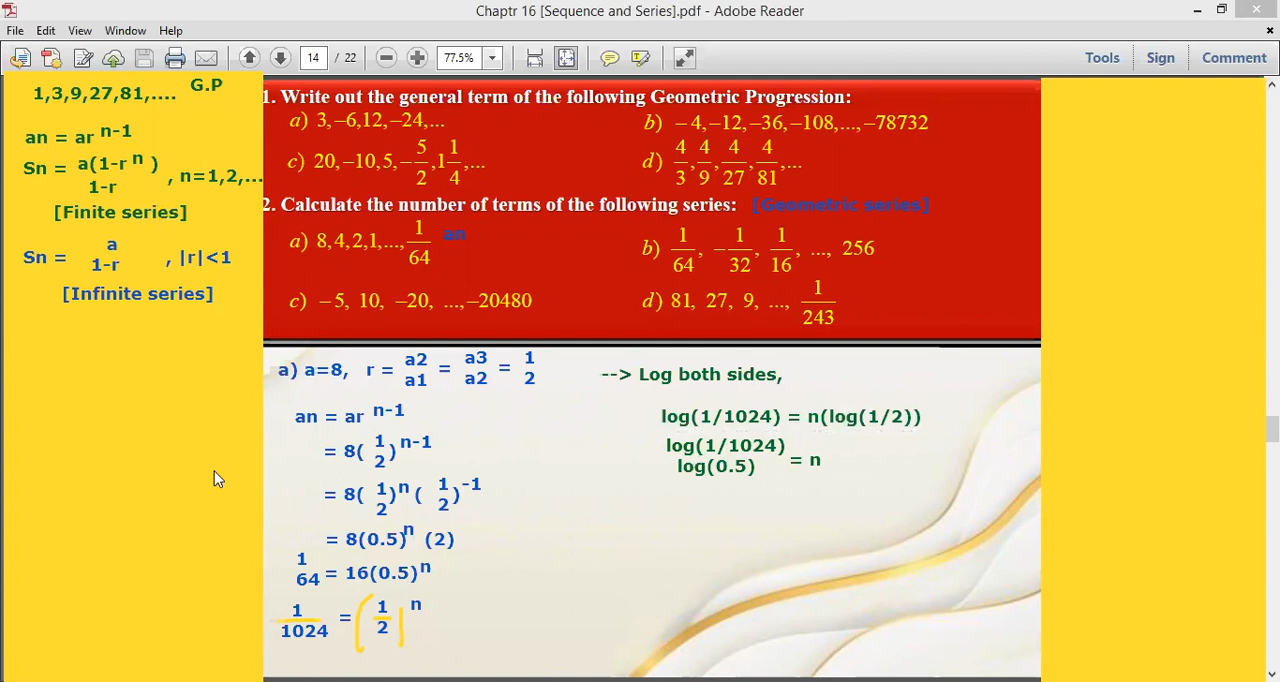 Chaptr 16 [Sequence and Series].pdf - Adobe Reader
File Edit View Window Help
14 / 22 77.5% Tools Sign Comment
1,3,9,27,81,.... G.P
an = ar n-1
Sn = a(1-r n ) / 1-r , n=1,2,...
[Finite series]
Sn = a / 1-r , |r|<1
[Infinite series]
1. Write out the general term of the following Geometric Progression:
a) 3,−6,12,−24,... b) −4,−12,−36,−108,...,−78732
c) 20,−10,5,−5/2,1 1/4,... d) 4/3,4/9,4/27,4/81,...
2. Calculate the number of terms of the following series: [Geometric series]
a) 8,4,2,1,...,1/64 an b) 1/64, −1/32, 1/16, ..., 256
c) −5, 10, −20, ...,−20480 d) 81, 27, 9, ..., 1/243
a) a=8, r = a2/a1 = a3/a2 = 1/2
an = ar n-1
= 8( 1/2 ) n-1
= 8( 1/2 ) n ( 1/2 ) -1
= 8(0.5) n (2)
1/64 = 16(0.5) n
1/1024 = ( 1/2 | n
--> Log both sides,
log(1/1024) = n(log(1/2))
log(1/1024) / log(0.5) = n